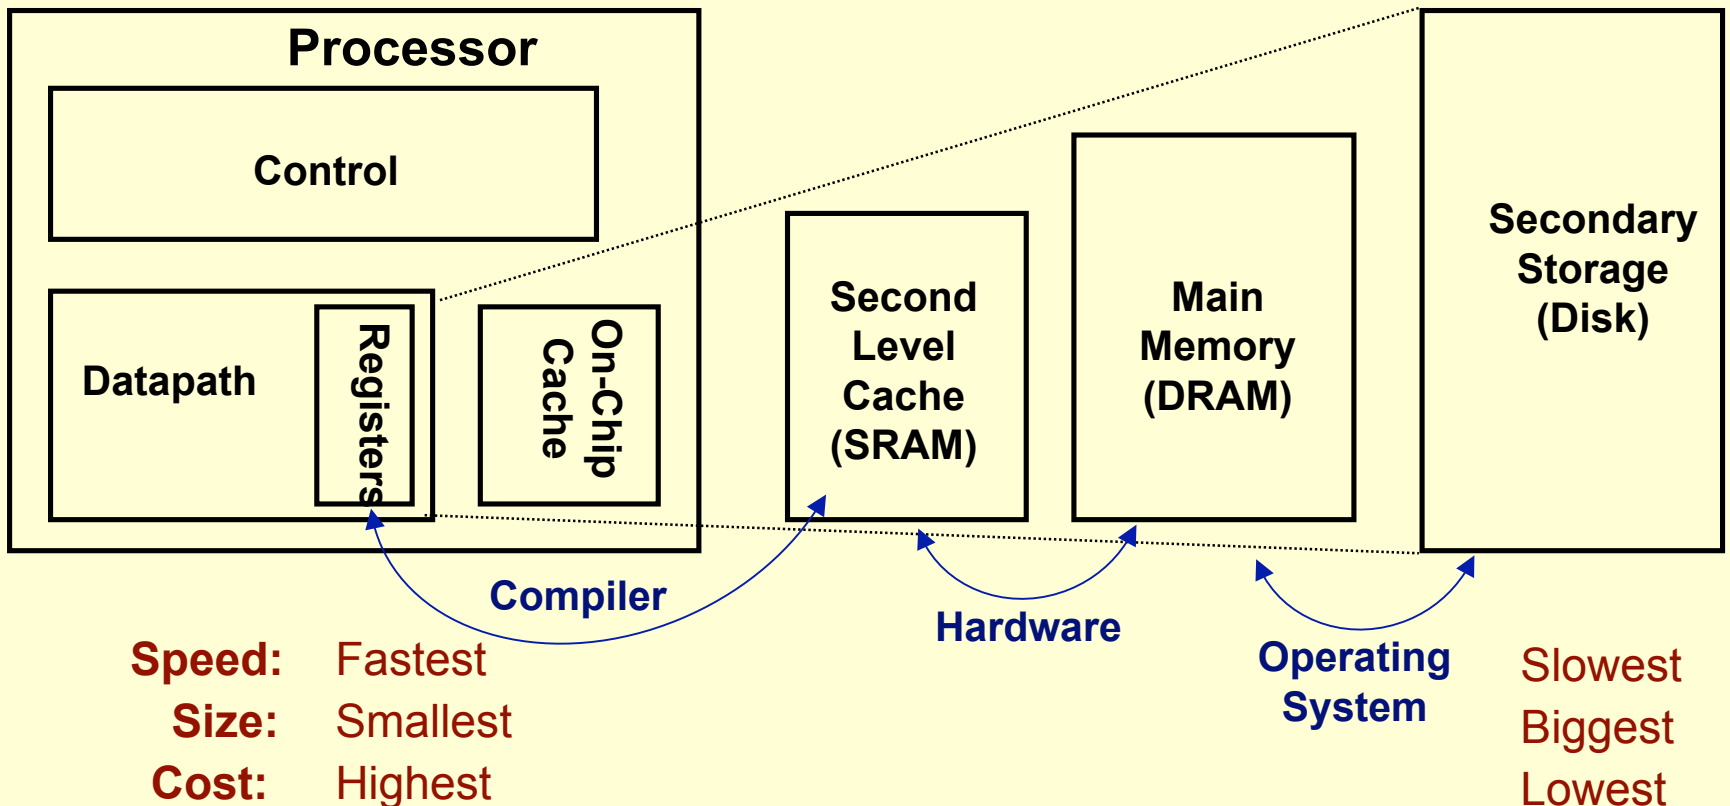 Processor
Control
Datapath
Registers
On-Chip
Cache
Second
Level
Cache
(SRAM)
Main
Memory
(DRAM)
Secondary
Storage
(Disk)
Compiler
Hardware
Operating
System
Speed: Fastest Slowest
Size: Smallest Biggest
Cost: Highest Lowest